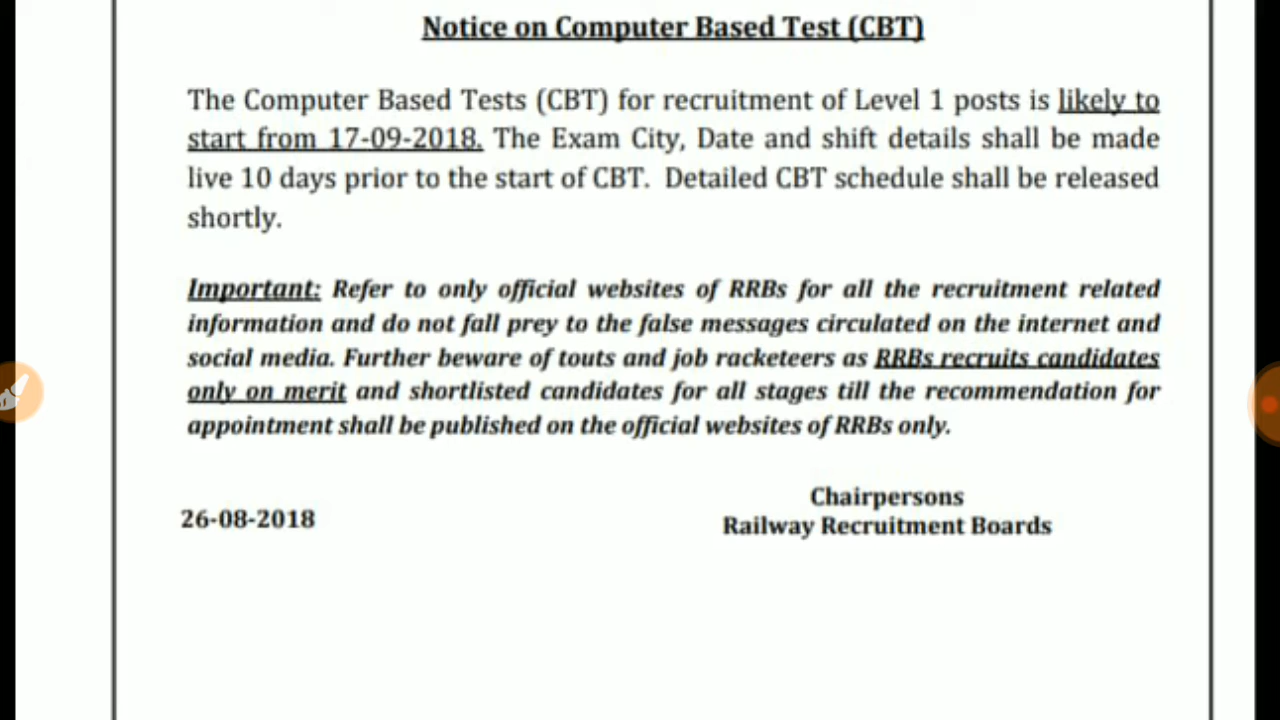 Notice on Computer Based Test (CBT)
The Computer Based Tests (CBT) for recruitment of Level 1 posts is likely to
start from 17-09-2018. The Exam City, Date and shift details shall be made
live 10 days prior to the start of CBT. Detailed CBT schedule shall be released
shortly.
Important: Refer to only official websites of RRBs for all the recruitment related
information and do not fall prey to the false messages circulated on the internet and
social media. Further beware of touts and job racketeers as RRBs recruits candidates
only on merit and shortlisted candidates for all stages till the recommendation for
appointment shall be published on the official websites of RRBs only.
Chairpersons
26-08-2018
Railway Recruitment Boards